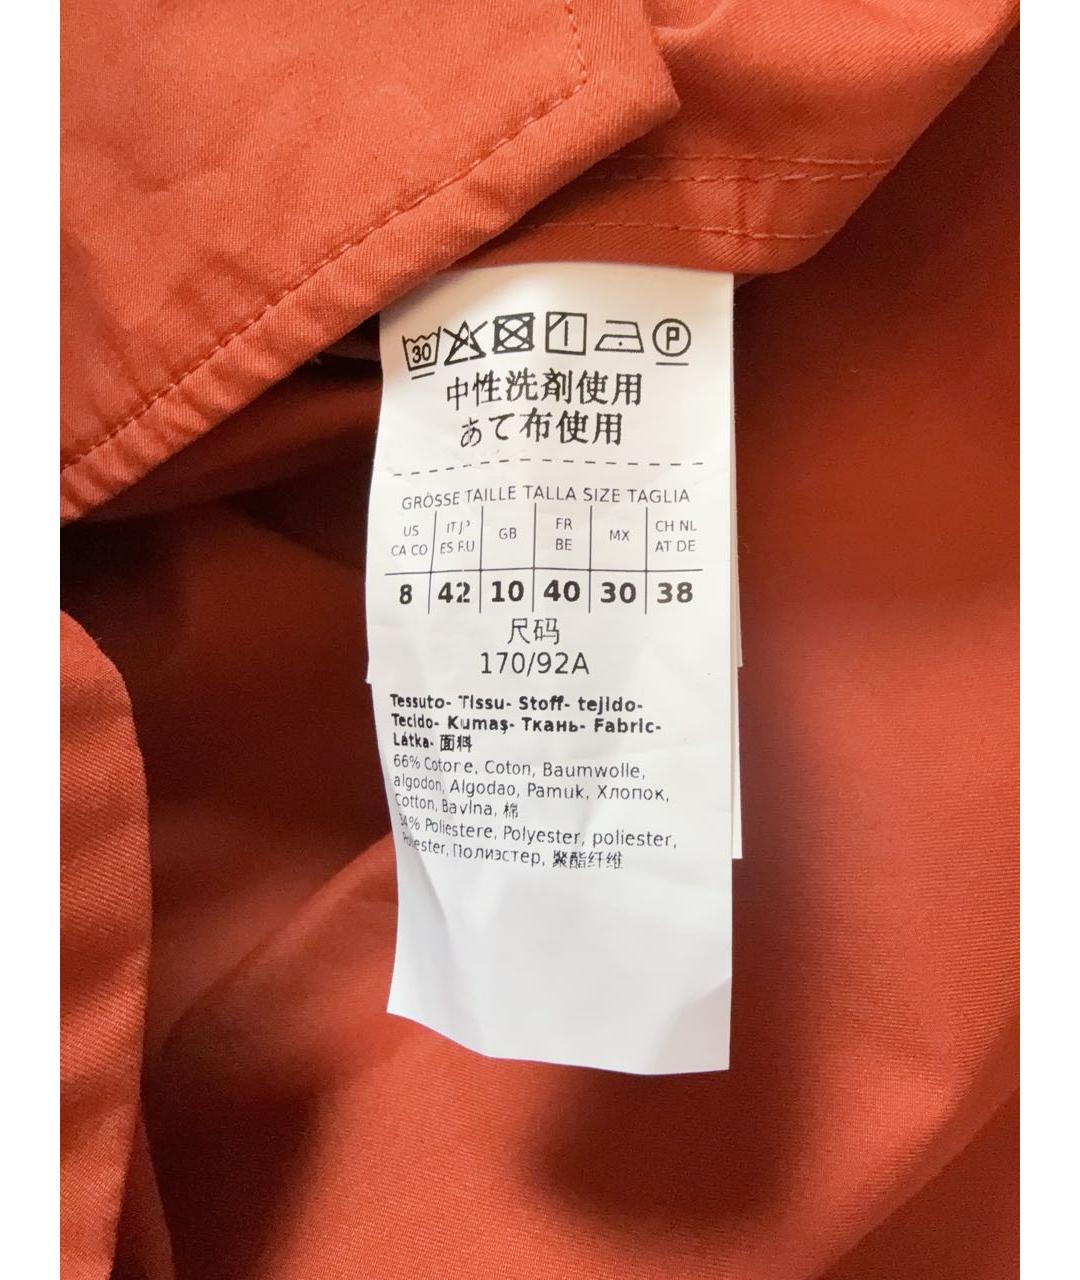 30 P
中性洗剤使用
あて布使用
GRÖSSE TAILLE TALLA SIZE TAGLIA
US IT J GB FR MX CH NL
CA CO ES RU BE AT DE
8 42 10 40 30 38
尺码
170/92A
Tessuto- Tissu- Stoff- tejido-
Tecido- Kumaş- Ткань- Fabric-
Látka- 面料
66% Cotone, Coton, Baumwolle,
algodon, Algodao, Pamuk, Хлопок,
Cotton, Bavlna, 棉
34% Poliestere, Polyester, poliester,
Poliester, Полиэстер, 聚酯纤维